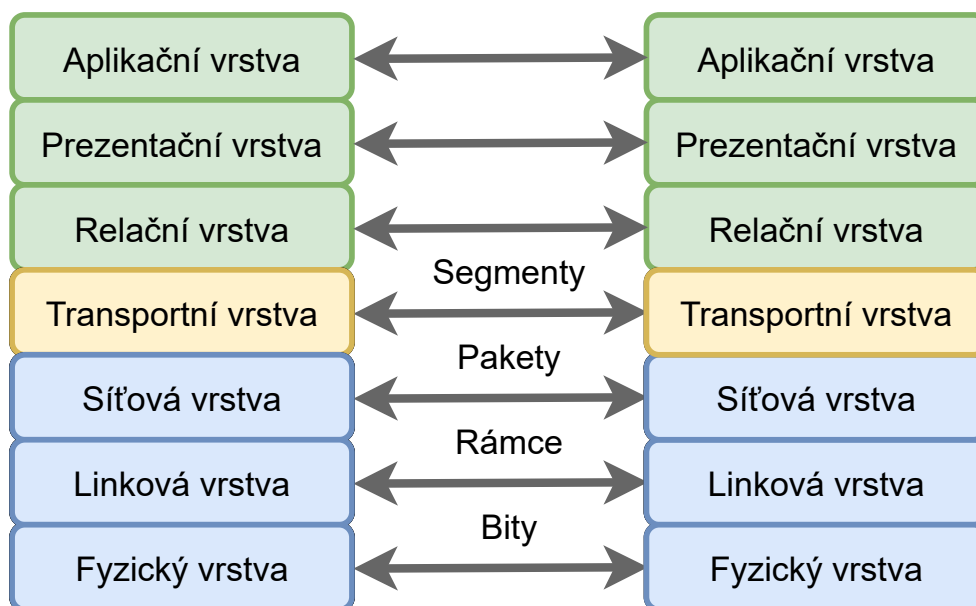 Aplikační vrstva
Aplikační vrstva
Prezentační vrstva
Prezentační vrstva
Relační vrstva
Relační vrstva
Segmenty
Transportní vrstva
Transportní vrstva
Pakety
Síťová vrstva
Síťová vrstva
Rámce
Linková vrstva
Linková vrstva
Bity
Fyzický vrstva
Fyzický vrstva